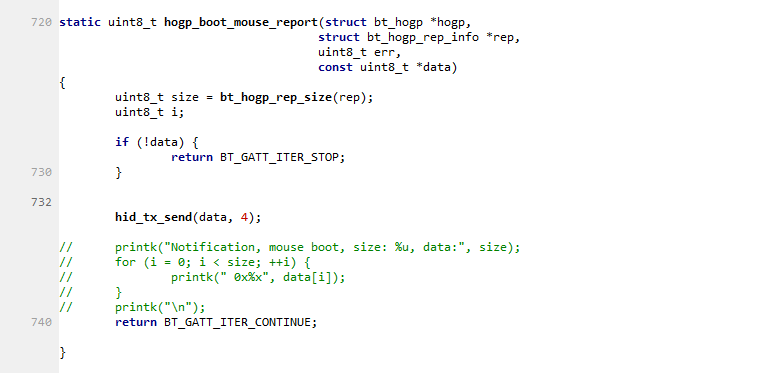 720 static uint8_t hogp_boot_mouse_report(struct bt_hogp *hogp,
struct bt_hogp_rep_info *rep,
uint8_t err,
const uint8_t *data)
{
uint8_t size = bt_hogp_rep_size(rep);
uint8_t i;
if (!data) {
return BT_GATT_ITER_STOP;
730 }
732
hid_tx_send(data, 4);
// printk("Notification, mouse boot, size: %u, data:", size);
// for (i = 0; i < size; ++i) {
// printk(" 0x%x", data[i]);
// }
// printk("\n");
740 return BT_GATT_ITER_CONTINUE;
}